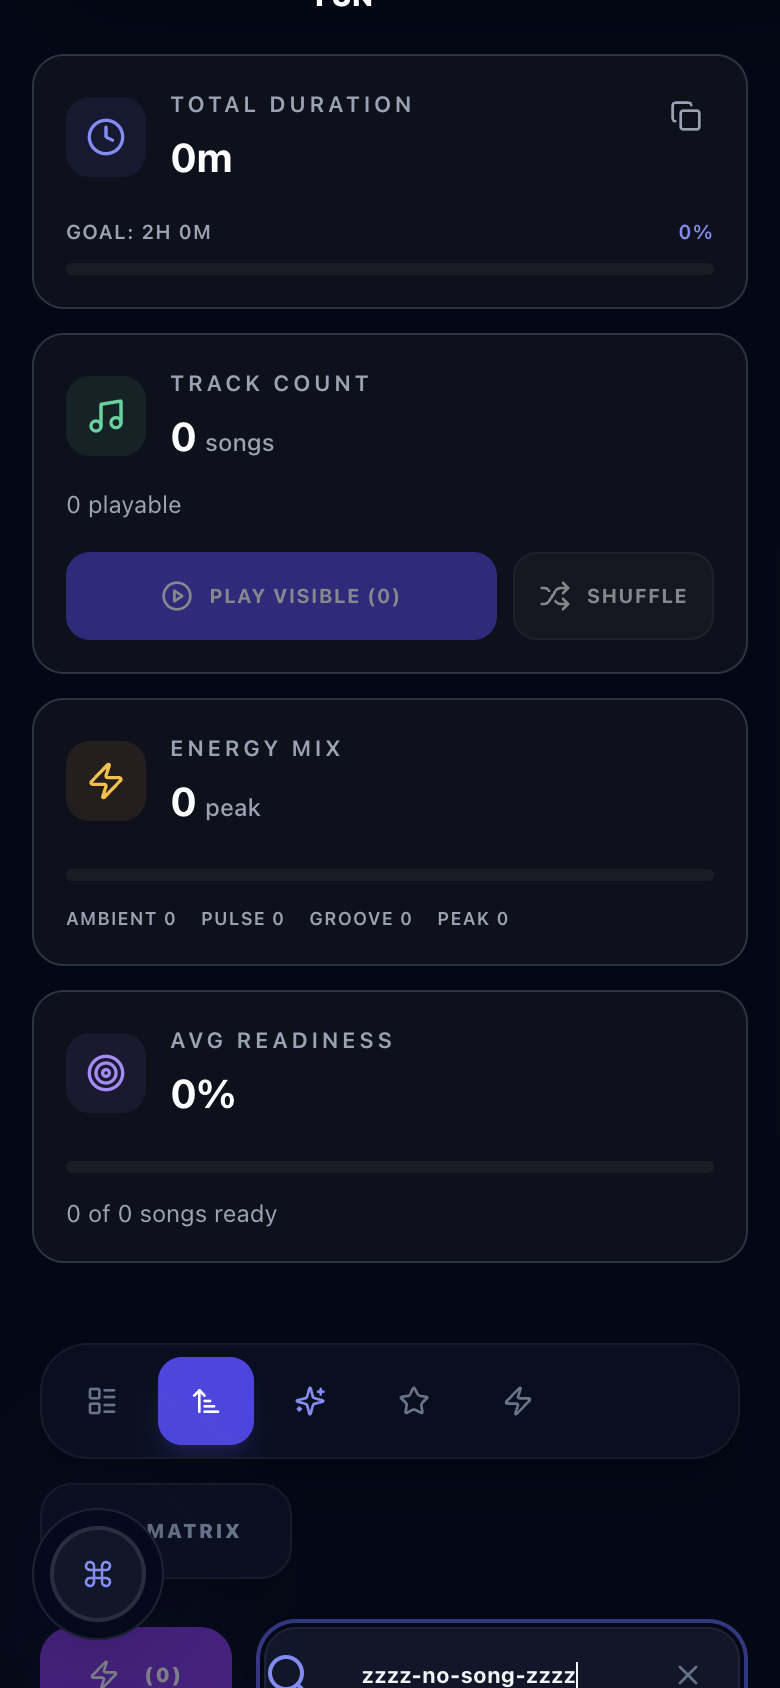 FUN
TOTAL DURATION
0m
GOAL: 2H 0M 0%
TRACK COUNT
0 songs
0 playable
PLAY VISIBLE (0) SHUFFLE
ENERGY MIX
0 peak
AMBIENT 0 PULSE 0 GROOVE 0 PEAK 0
AVG READINESS
0%
0 of 0 songs ready
MATRIX
(0) zzzz-no-song-zzzz